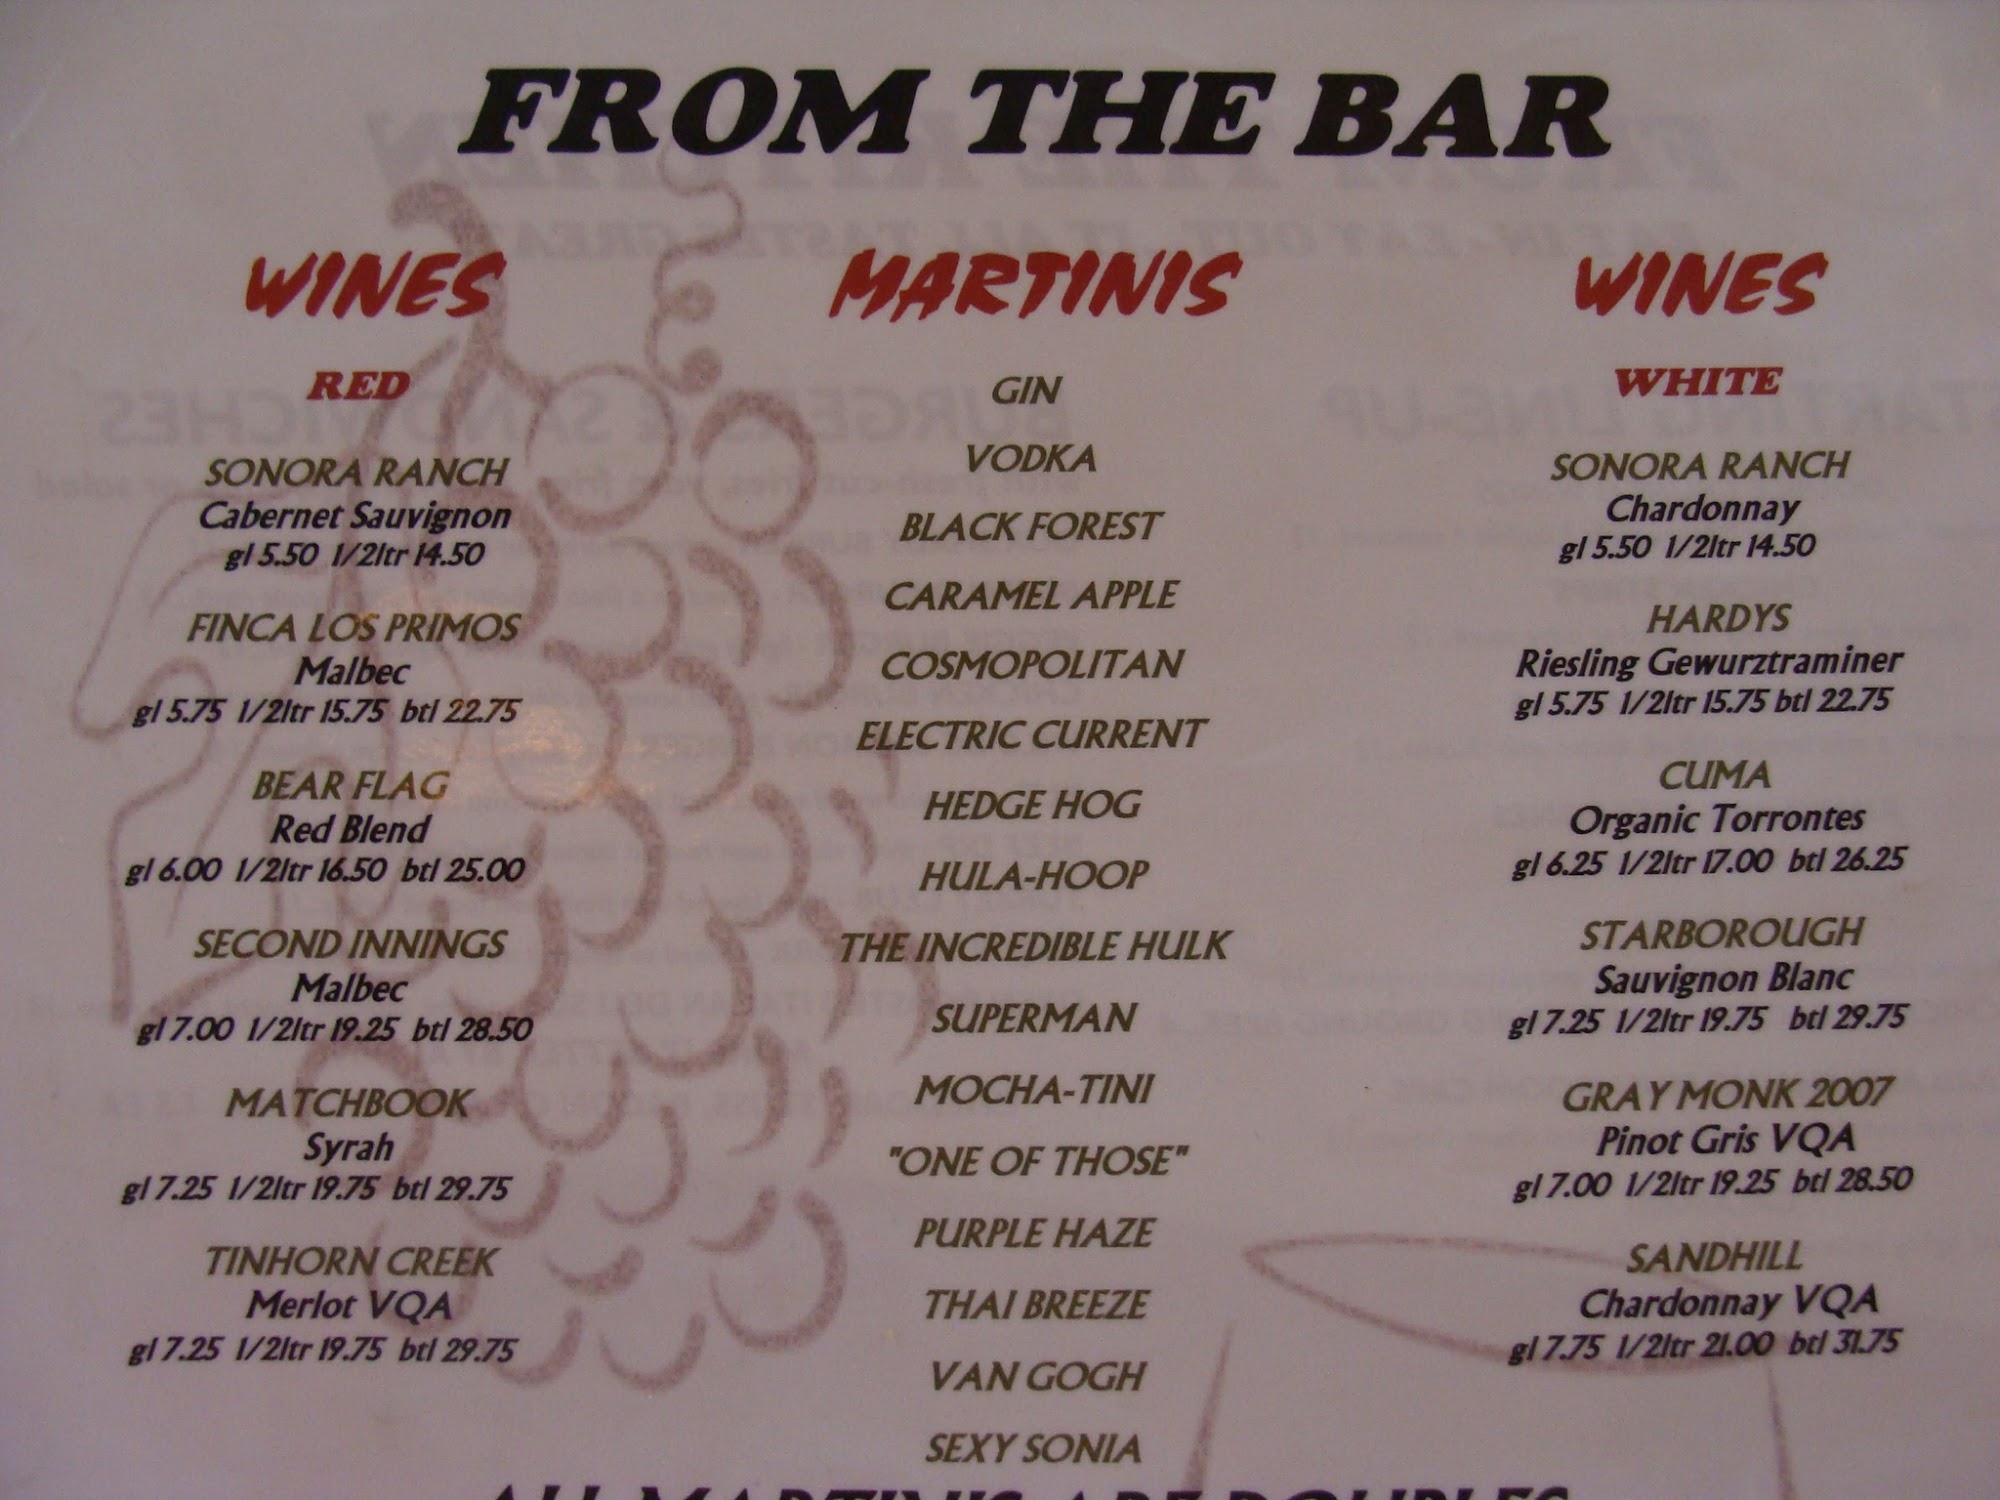 FROM THE BAR
WINES
RED
SONORA RANCH
Cabernet Sauvignon
gl 5.50 1/2ltr 14.50
FINCA LOS PRIMOS
Malbec
gl 5.75 1/2ltr 15.75 btl 22.75
BEAR FLAG
Red Blend
gl 6.00 1/2ltr 16.50 btl 25.00
SECOND INNINGS
Malbec
gl 7.00 1/2ltr 19.25 btl 28.50
MATCHBOOK
Syrah
gl 7.25 1/2ltr 19.75 btl 29.75
TINHORN CREEK
Merlot VQA
gl 7.25 1/2ltr 19.75 btl 29.75
MARTINIS
GIN
VODKA
BLACK FOREST
CARAMEL APPLE
COSMOPOLITAN
ELECTRIC CURRENT
HEDGE HOG
HULA-HOOP
THE INCREDIBLE HULK
SUPERMAN
MOCHA-TINI
"ONE OF THOSE"
PURPLE HAZE
THAI BREEZE
VAN GOGH
SEXY SONIA
WINES
WHITE
SONORA RANCH
Chardonnay
gl 5.50 1/2ltr 14.50
HARDYS
Riesling Gewurztraminer
gl 5.75 1/2ltr 15.75 btl 22.75
CUMA
Organic Torrontes
gl 6.25 1/2ltr 17.00 btl 26.25
STARBOROUGH
Sauvignon Blanc
gl 7.25 1/2ltr 19.75 btl 29.75
GRAY MONK 2007
Pinot Gris VQA
gl 7.00 1/2ltr 19.25 btl 28.50
SANDHILL
Chardonnay VQA
gl 7.75 1/2ltr 21.00 btl 31.75
ALL MARTINIS ARE DOUBLES